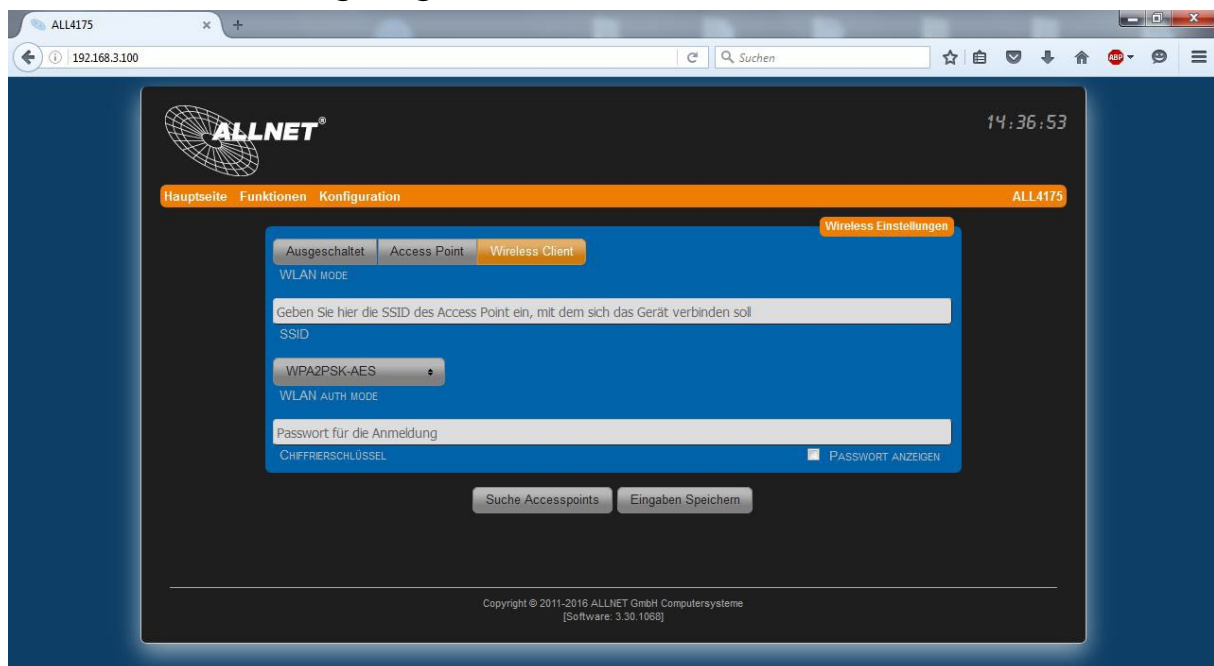 ALL4175
192.168.3.100
Suchen
ABP
ALLNET®
14:36:53
Hauptseite Funktionen Konfiguration ALL4175
Wireless Einstellungen
Ausgeschaltet Access Point Wireless Client
WLAN MODE
Geben Sie hier die SSID des Access Point ein, mit dem sich das Gerät verbinden soll
SSID
WPA2PSK-AES
WLAN AUTH MODE
Passwort für die Anmeldung
CHIFFRIERSCHLÜSSEL PASSWORT ANZEIGEN
Suche Accesspoints Eingaben Speichern
Copyright © 2011-2016 ALLNET GmbH Computersysteme
[Software: 3.30.1068]